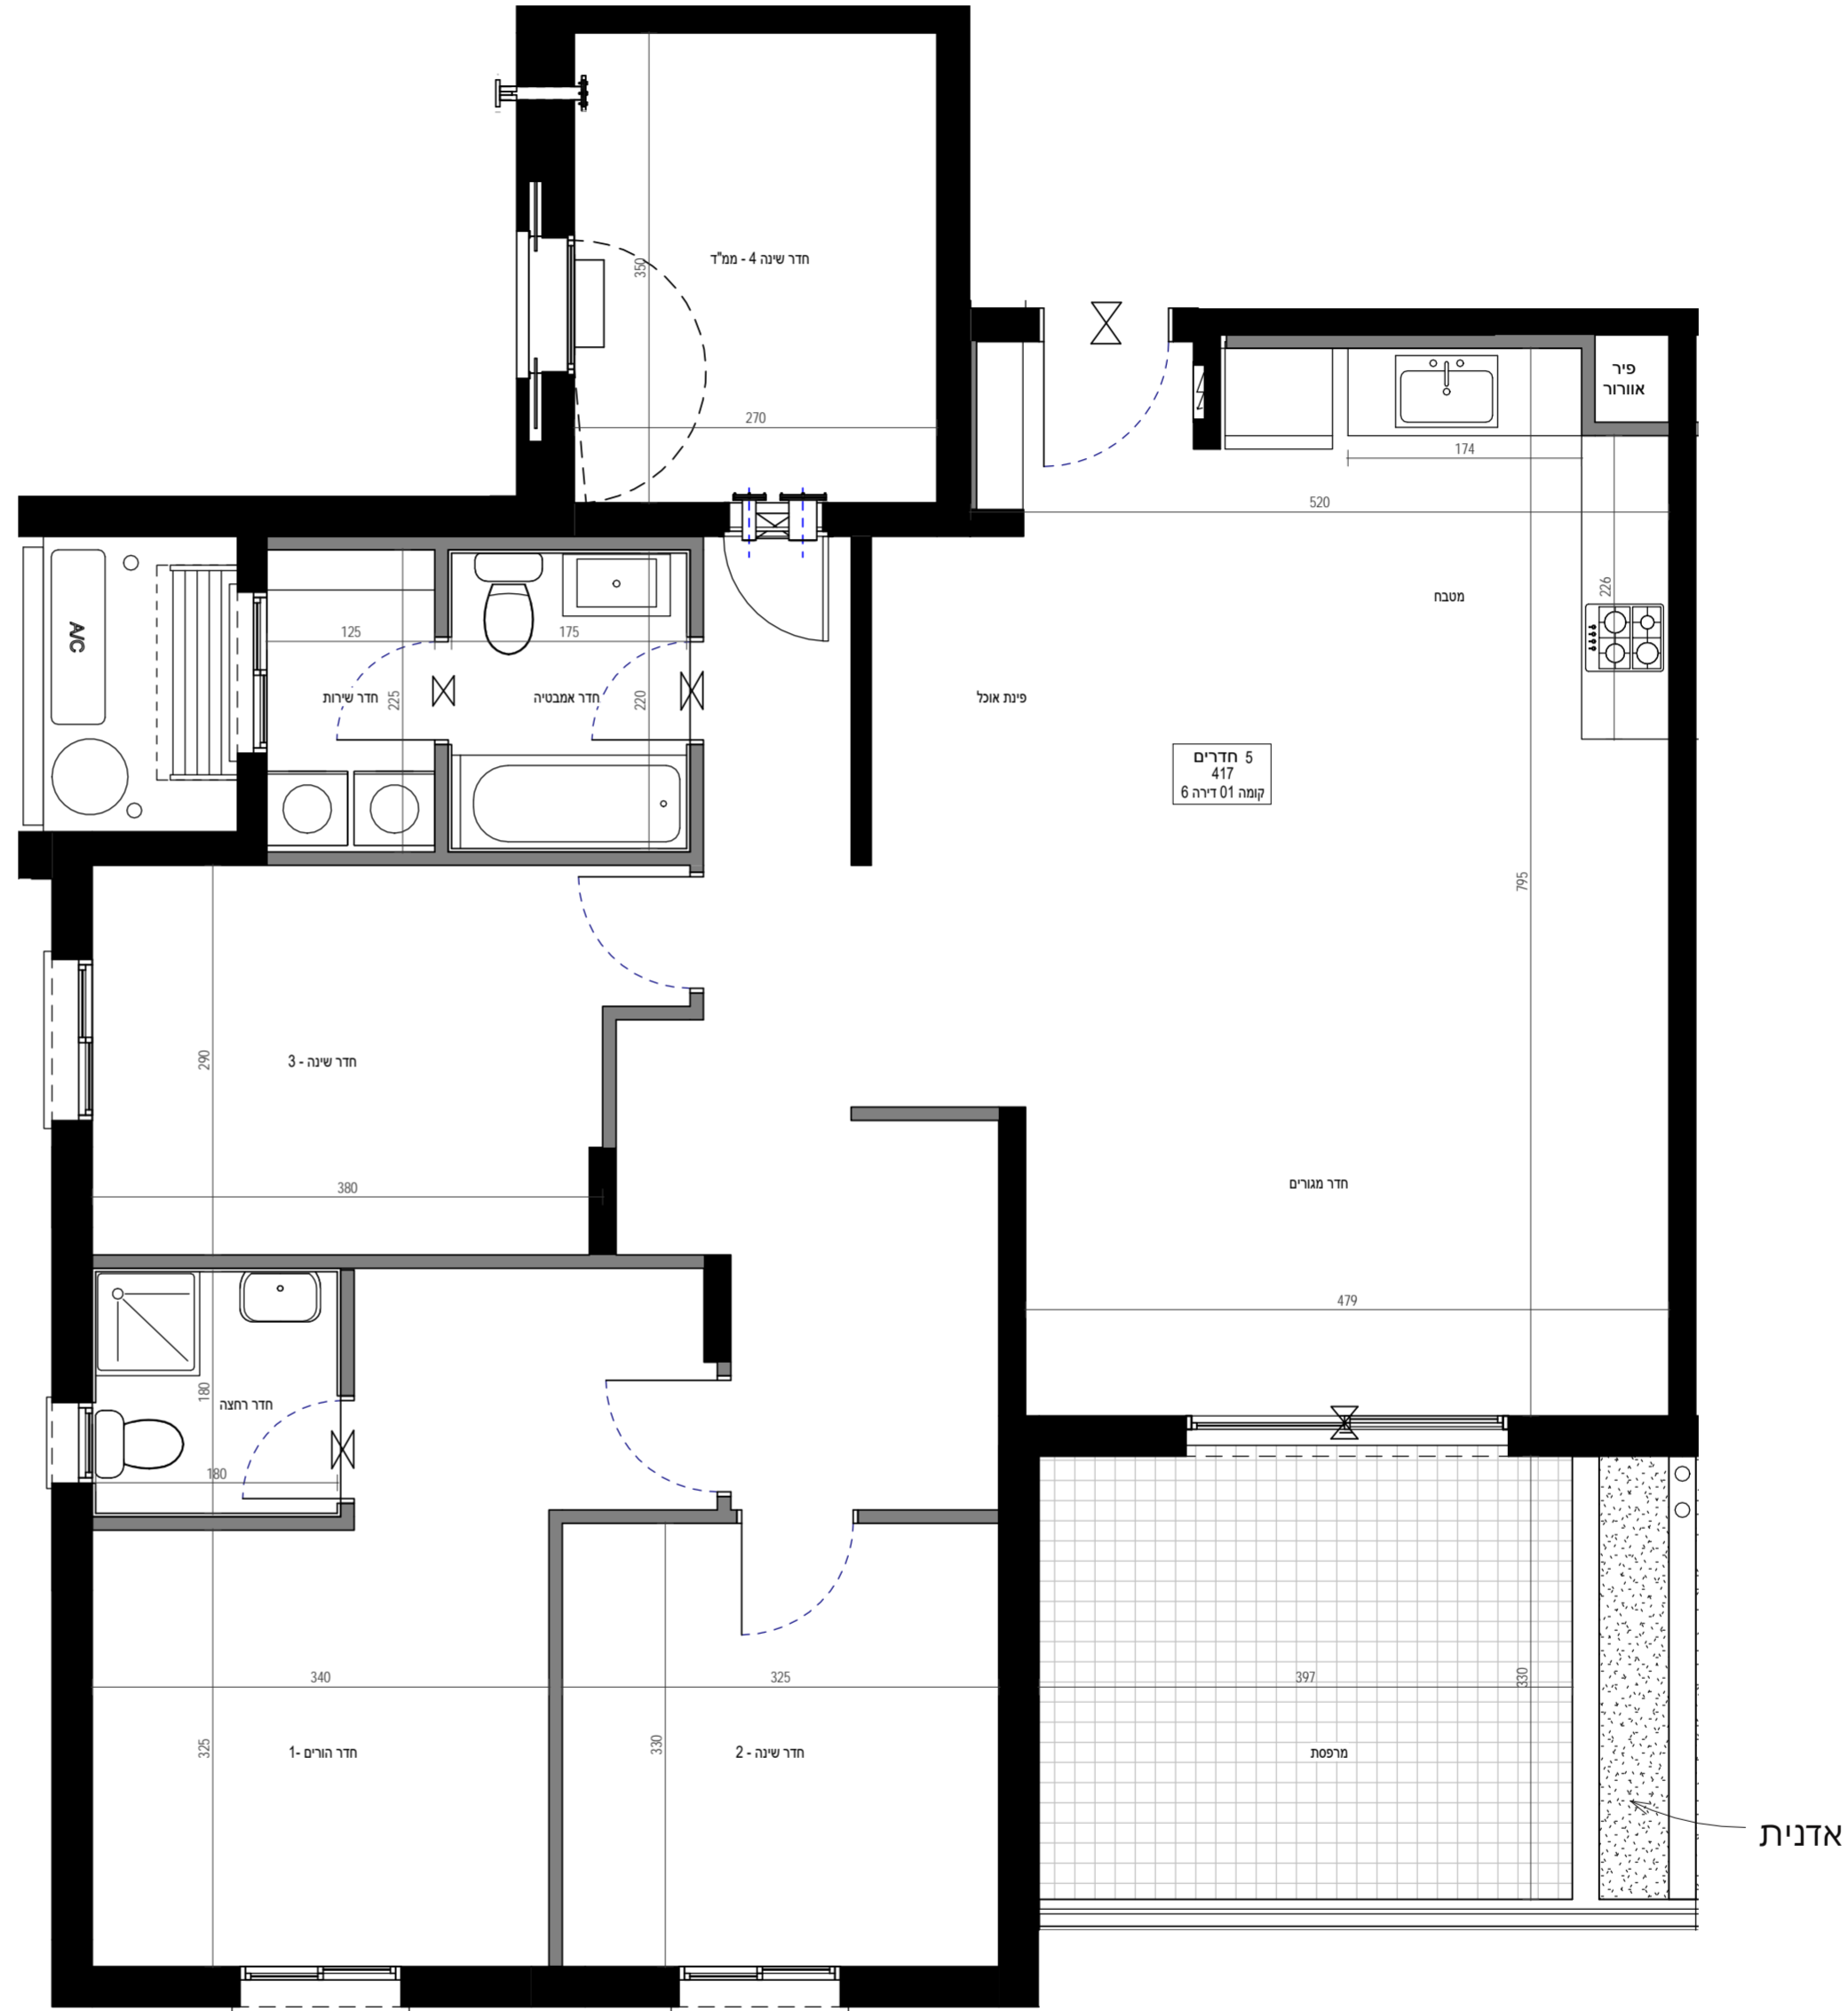 חדר שינה 4 - ממ"ד
350
270
פיר
אוורור
174
520
226
מטבח
A/C
125
175
חדר שירות
225
חדר אמבטיה
220
פינת אוכל
5 חדרים
417
קומה 01 דירה 6
795
290
חדר שינה - 3
380
חדר מגורים
479
180
חדר רחצה
180
340
325
397
330
325
חדר הורים -1
330
חדר שינה - 2
מרפסת
אדנית